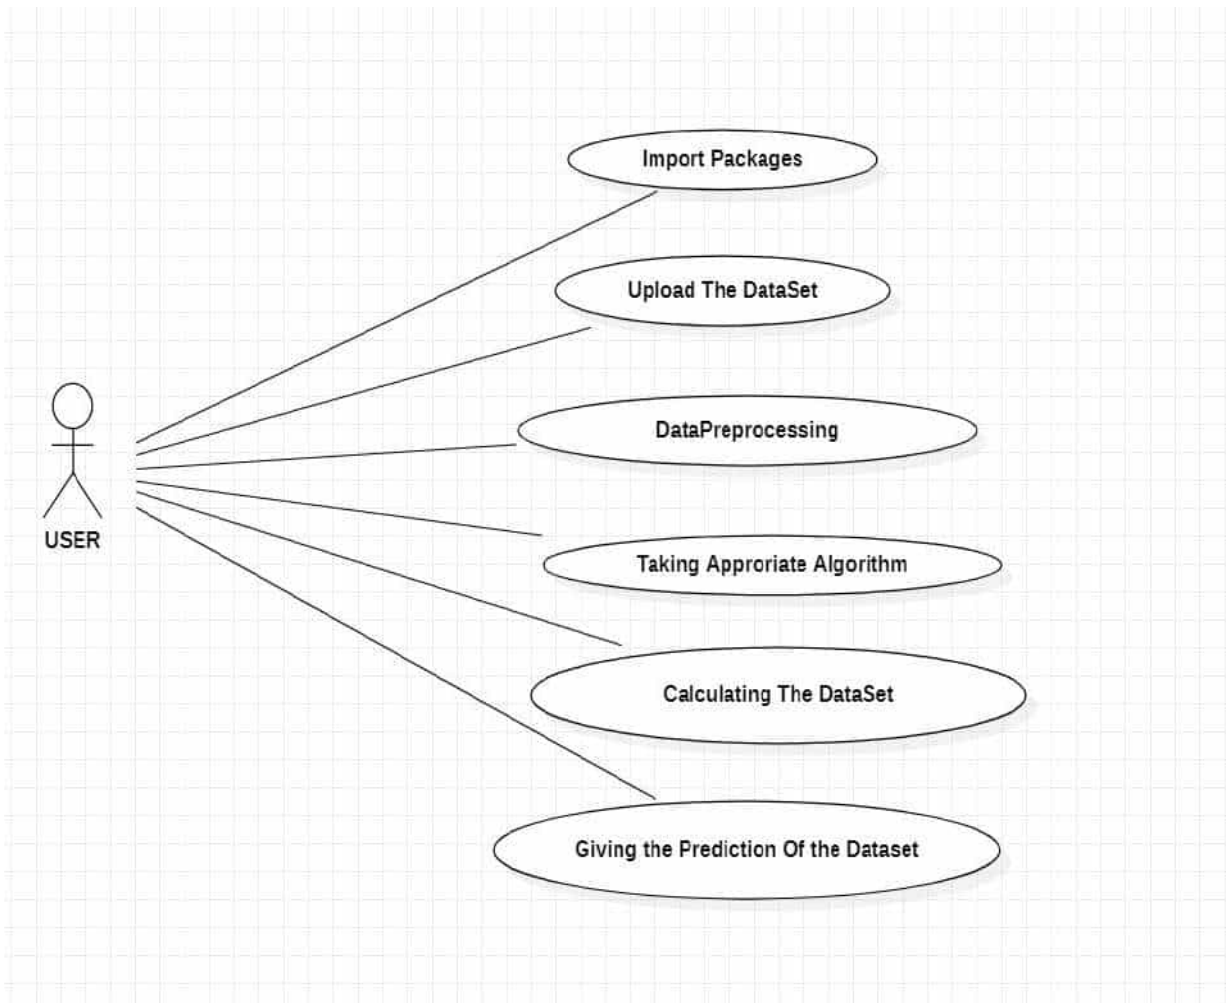 Import Packages
Upload The DataSet
DataPreprocessing
Taking Approriate Algorithm
Calculating The DataSet
Giving the Prediction Of the Dataset
USER